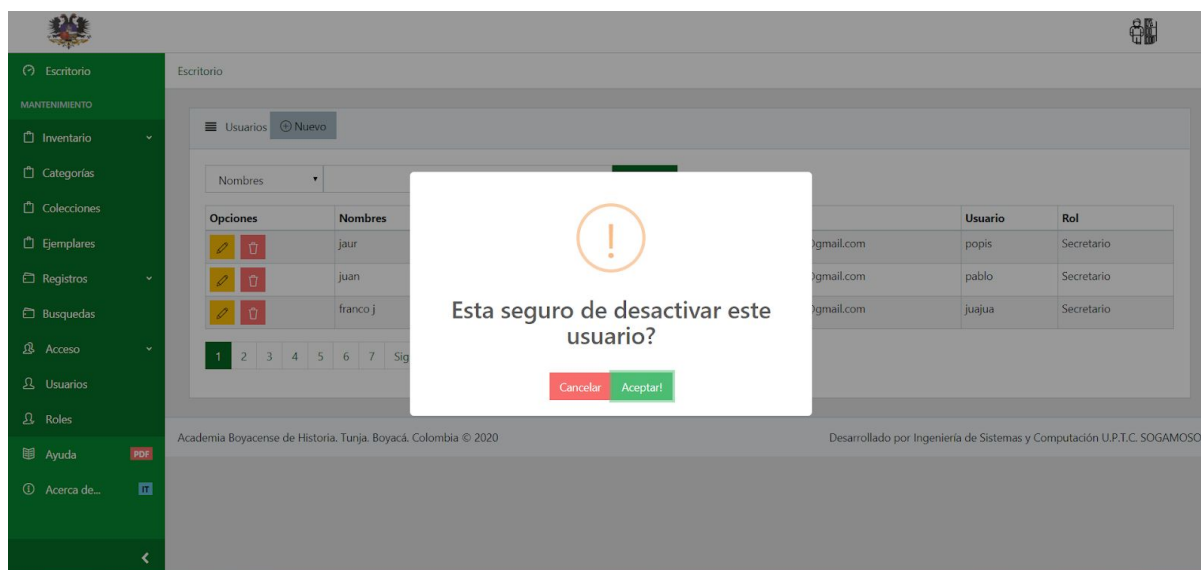 Escritorio
Escritorio
MANTENIMIENTO
Usuarios Nuevo
Inventario
Categorías
Nombres
Colecciones
Opciones Nombres Usuario Rol
Ejemplares
jaur @gmail.com popis Secretario
Registros
juan @gmail.com pablo Secretario
Busquedas
franco j @gmail.com juajua Secretario
Esta seguro de desactivar este
usuario?
Acceso
1 2 3 4 5 6 7
Usuarios
Cancelar Aceptar!
Roles
Academia Boyacense de Historia. Tunja. Boyacá. Colombia © 2020 Desarrollado por Ingeniería de Sistemas y Computación U.P.T.C. SOGAMOSO
Ayuda PDF
Acerca de... IT